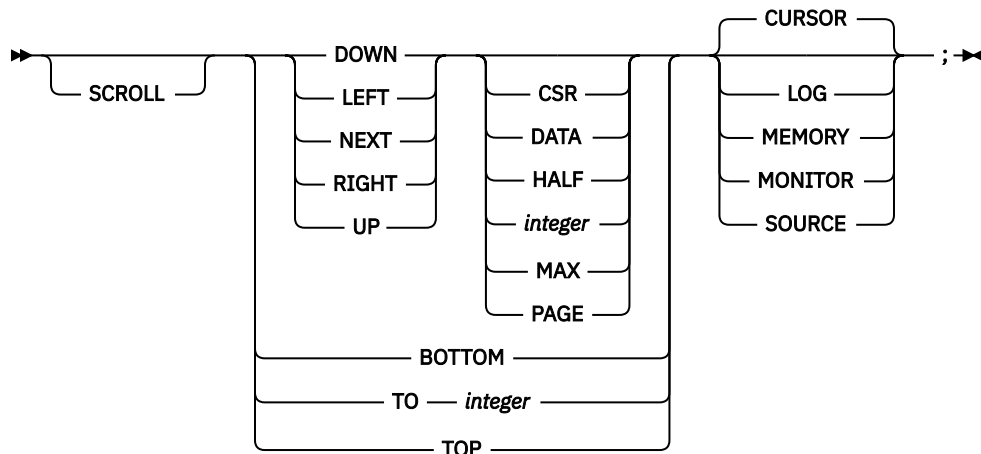 CURSOR
DOWN ;
SCROLL LEFT CSR LOG
NEXT DATA MEMORY
RIGHT HALF MONITOR
UP integer SOURCE
MAX
PAGE
BOTTOM
TO integer
TOP